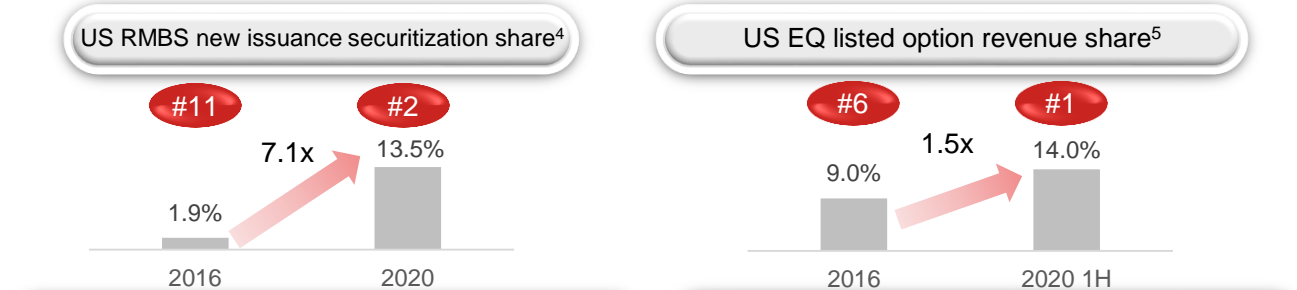 US RMBS new issuance securitization share4
#11
#2
7.1x
13.5%
1.9%
2016
2020
US EQ listed option revenue share5
#6
#1
1.5x
14.0%
9.0%
2016
2020 1H